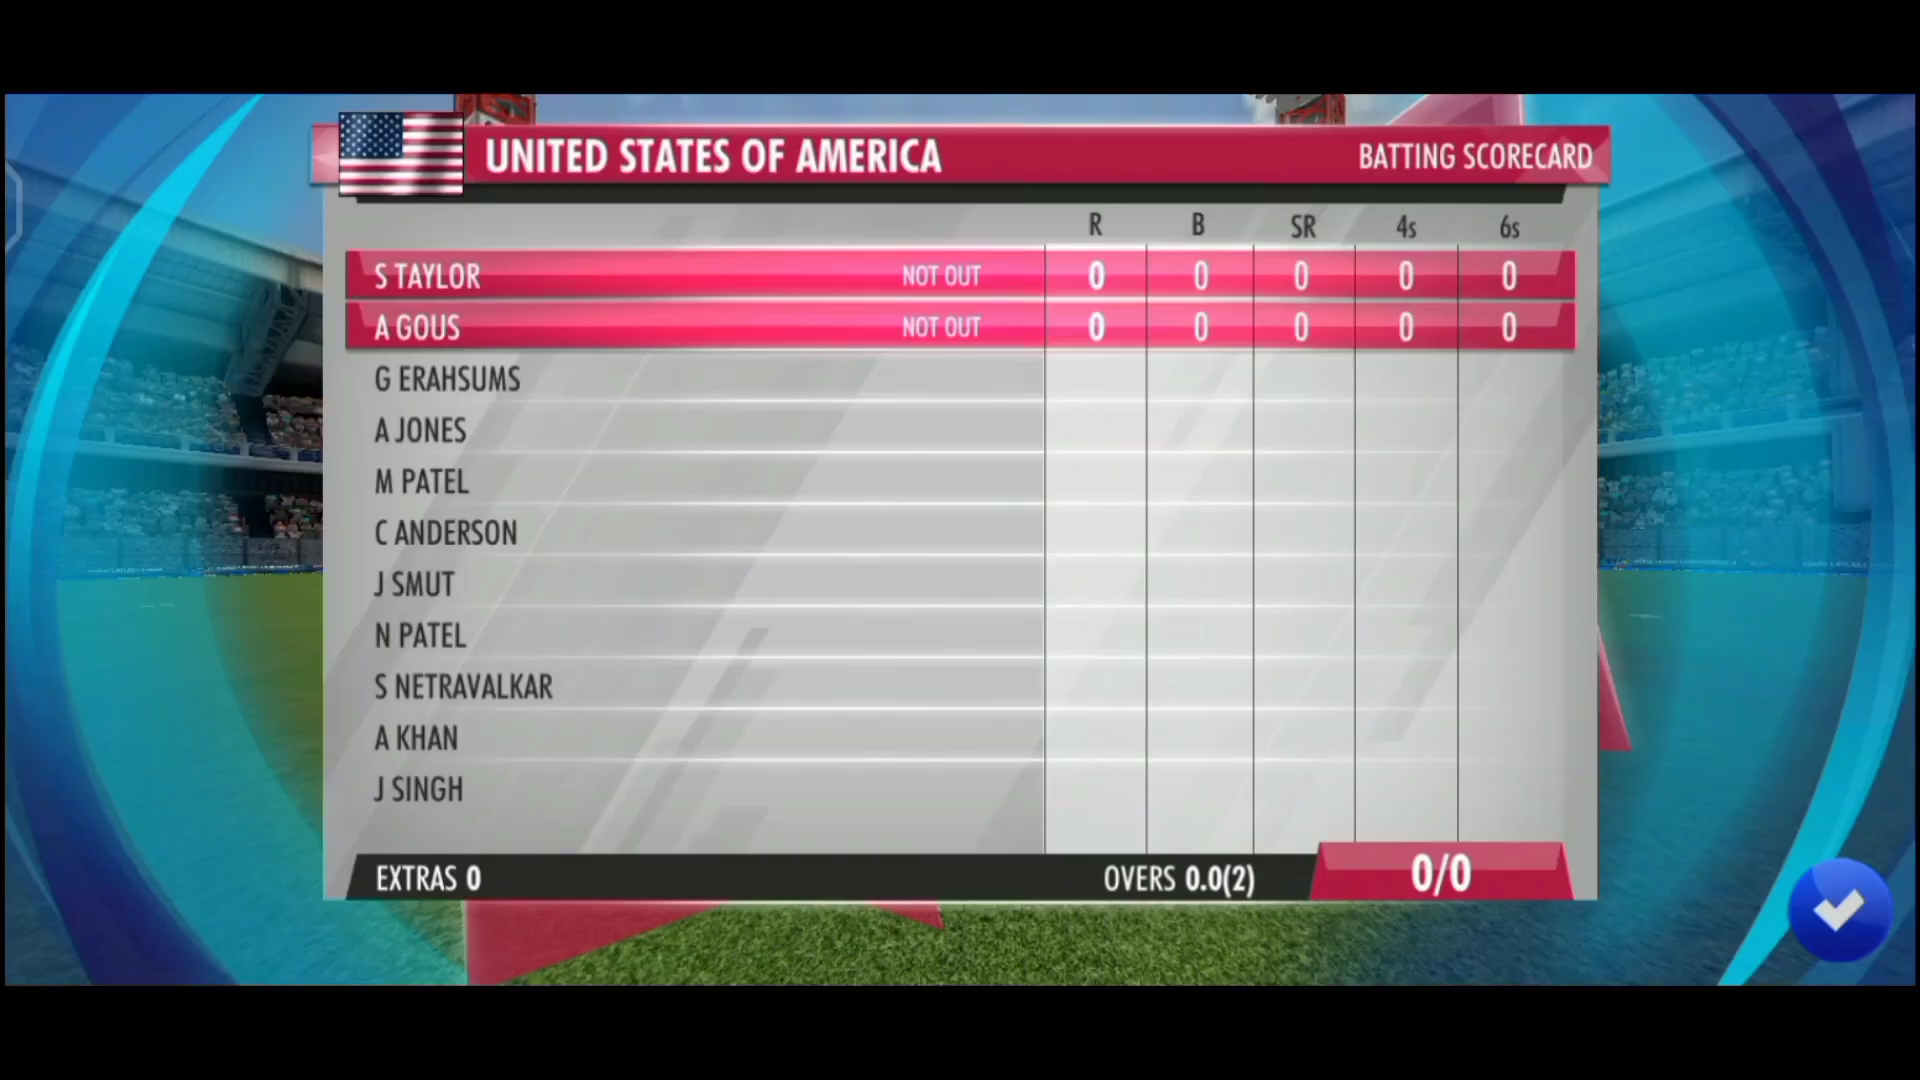 UNITED STATES OF AMERICA BATTING SCORECARD
R B SR 4s 6s
S TAYLOR NOT OUT 0 0 0 0 0
A GOUS NOT OUT 0 0 0 0 0
G ERAHSUMS
A JONES
M PATEL
C ANDERSON
J SMUT
N PATEL
S NETRAVALKAR
A KHAN
J SINGH
EXTRAS 0 OVERS 0.0(2) 0/0